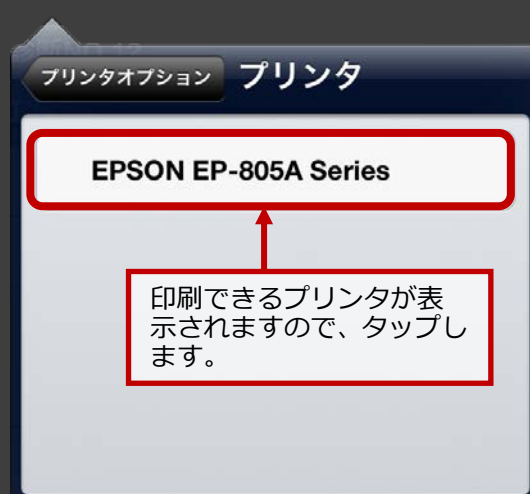 プリンタオプション プリンタ
EPSON EP-805A Series
印刷できるプリンタが表
示されますので、タップし
ます。